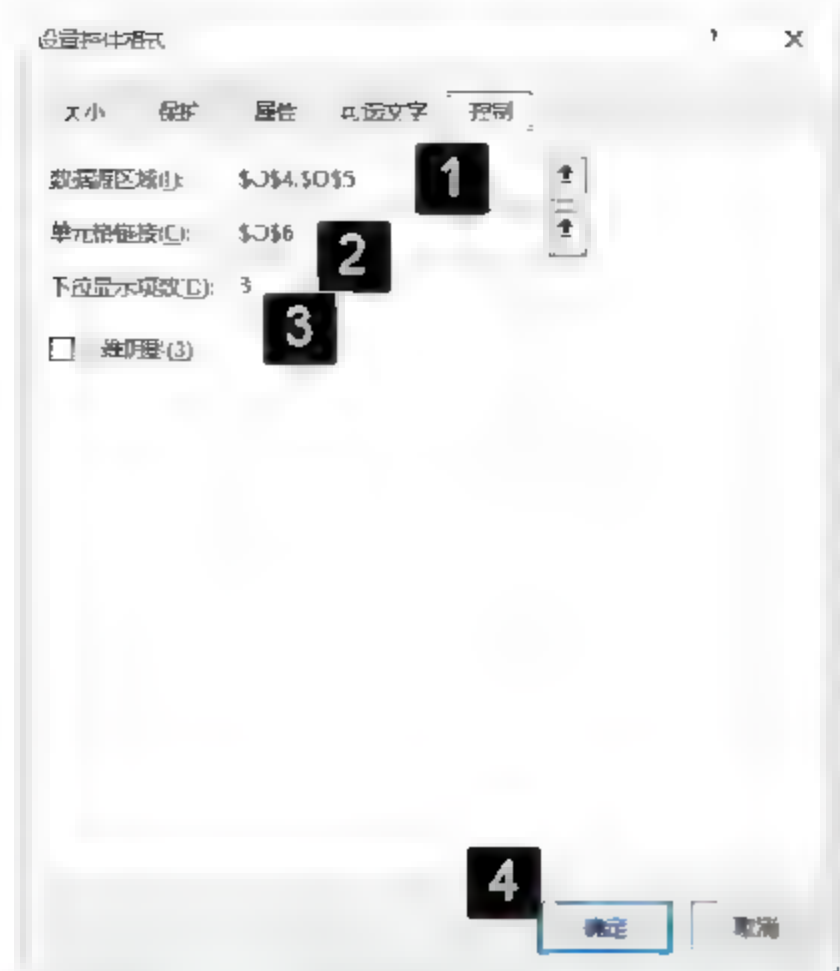 设置控件格式 ? ×
大小 保护 属性 可选文字 控制
数据源区域(I): $O$4:$O$5 1
单元格链接(C): $O$6 2
下拉显示项数(D): 3
三维阴影(3)
4
确定 取消